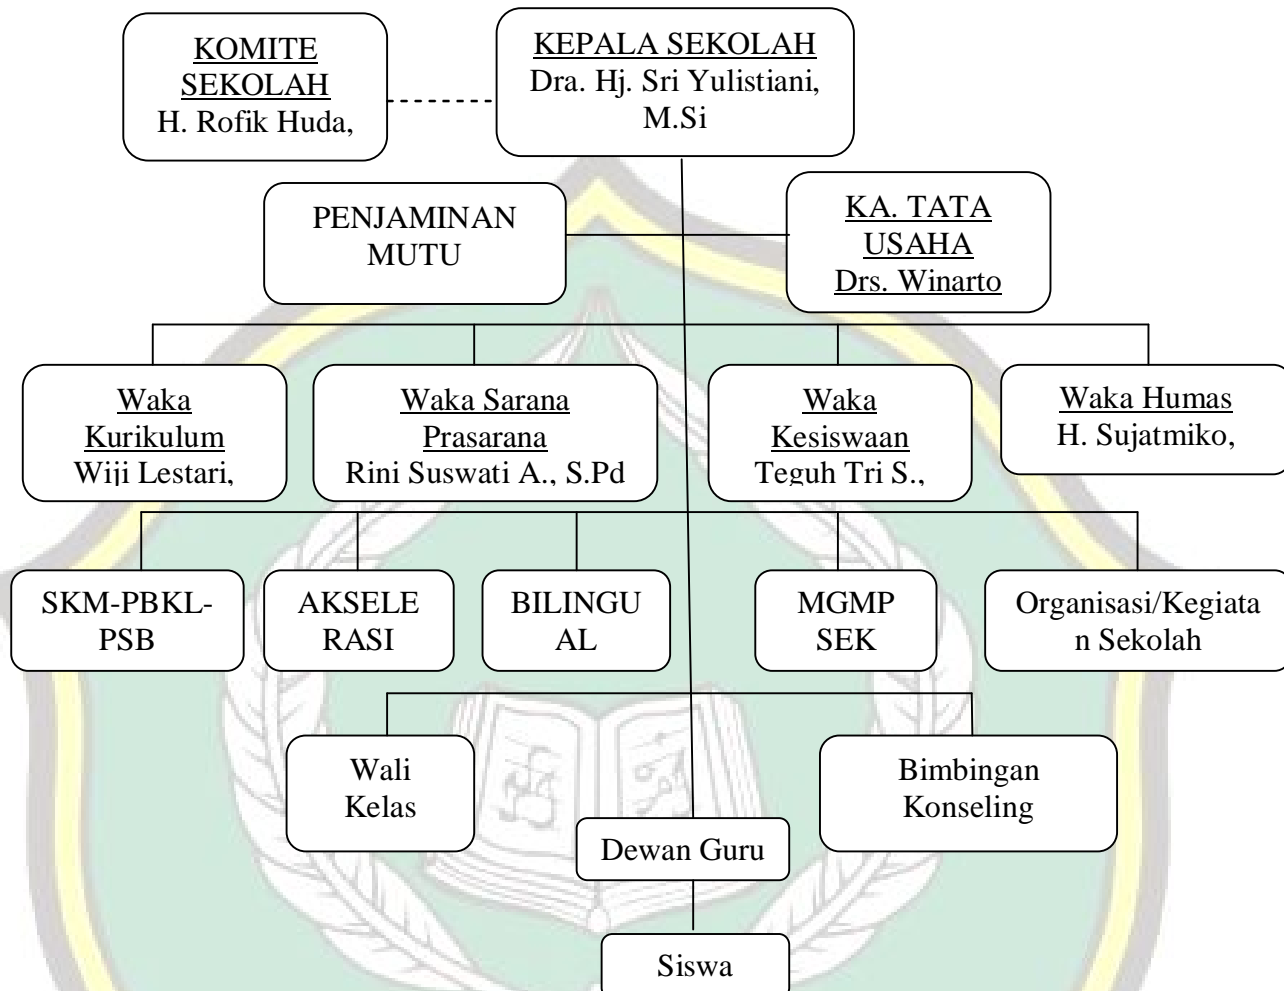 KOMITE
SEKOLAH
H. Rofik Huda,
KEPALA SEKOLAH
Dra. Hj. Sri Yulistiani,
M.Si
PENJAMINAN
MUTU
KA. TATA
USAHA
Drs. Winarto
Waka
Kurikulum
Wiji Lestari,
Waka Sarana
Prasarana
Rini Suswati A., S.Pd
Waka
Kesiswaan
Teguh Tri S.,
Waka Humas
H. Sujatmiko,
SKM-PBKL-
PSB
AKSELE
RASI
BILINGU
AL
MGMP
SEK
Organisasi/Kegiata
n Sekolah
Wali
Kelas
Bimbingan
Konseling
Dewan Guru
Siswa